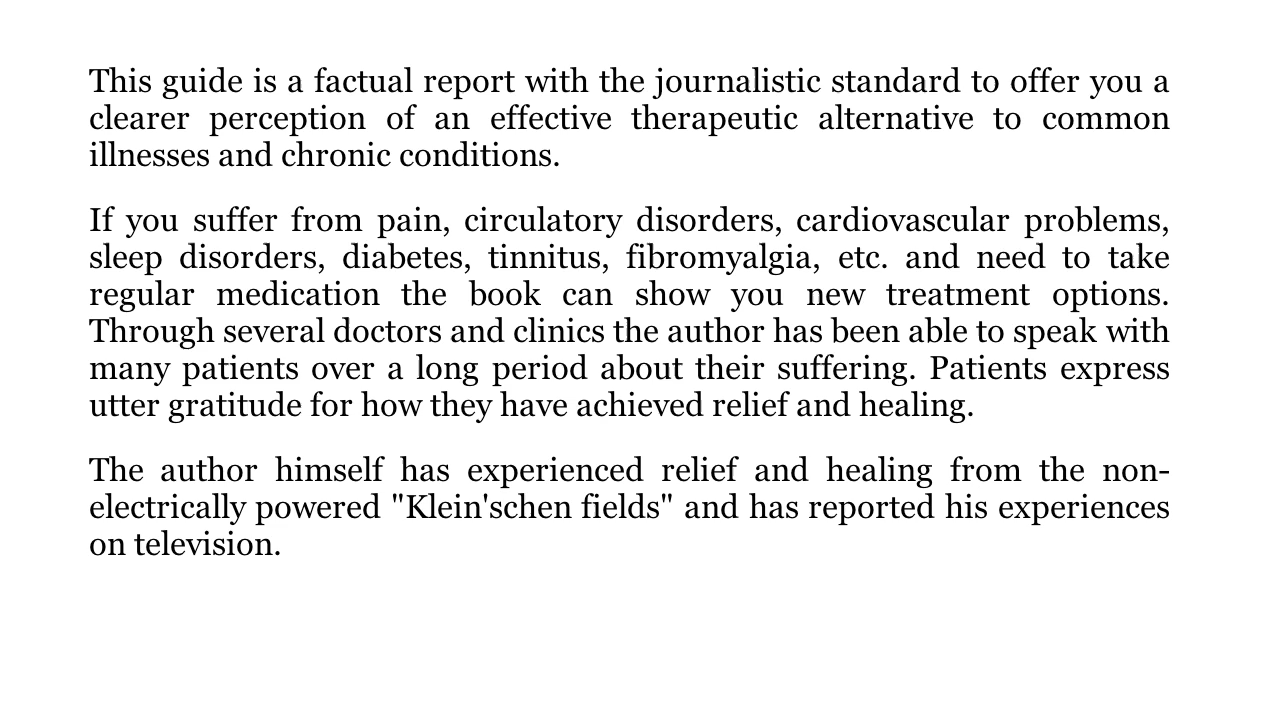 This guide is a factual report with the journalistic standard to offer you a
clearer perception of an effective therapeutic alternative to common
illnesses and chronic conditions.
If you suffer from pain, circulatory disorders, cardiovascular problems,
sleep disorders, diabetes, tinnitus, fibromyalgia, etc. and need to take
regular medication the book can show you new treatment options.
Through several doctors and clinics the author has been able to speak with
many patients over a long period about their suffering. Patients express
utter gratitude for how they have achieved relief and healing.
The author himself has experienced relief and healing from the non-
electrically powered "Klein'schen fields" and has reported his experiences
on television.